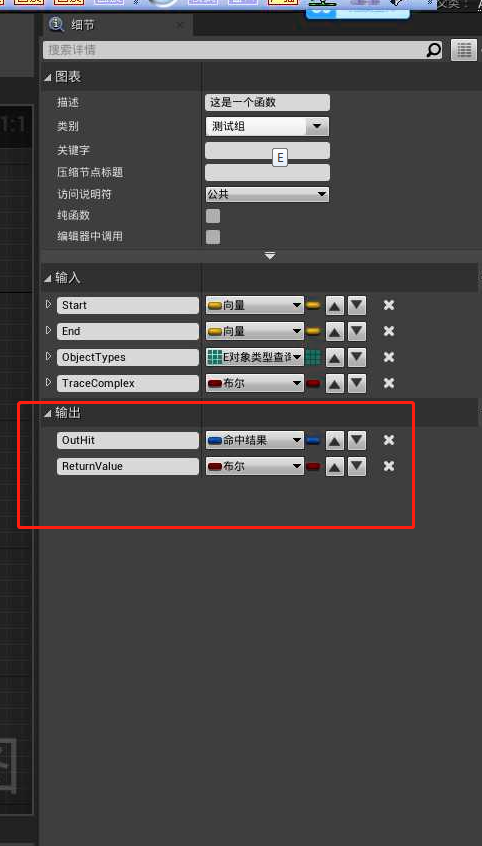 细节
搜索详情
图表
描述 这是一个函数
类别 测试组
关键字
E
压缩节点标题
访问说明符 公共
纯函数
编辑器中调用
输入
Start 向量
End 向量
ObjectTypes E对象类型查询
TraceComplex 布尔
输出
OutHit 命中结果
ReturnValue 布尔